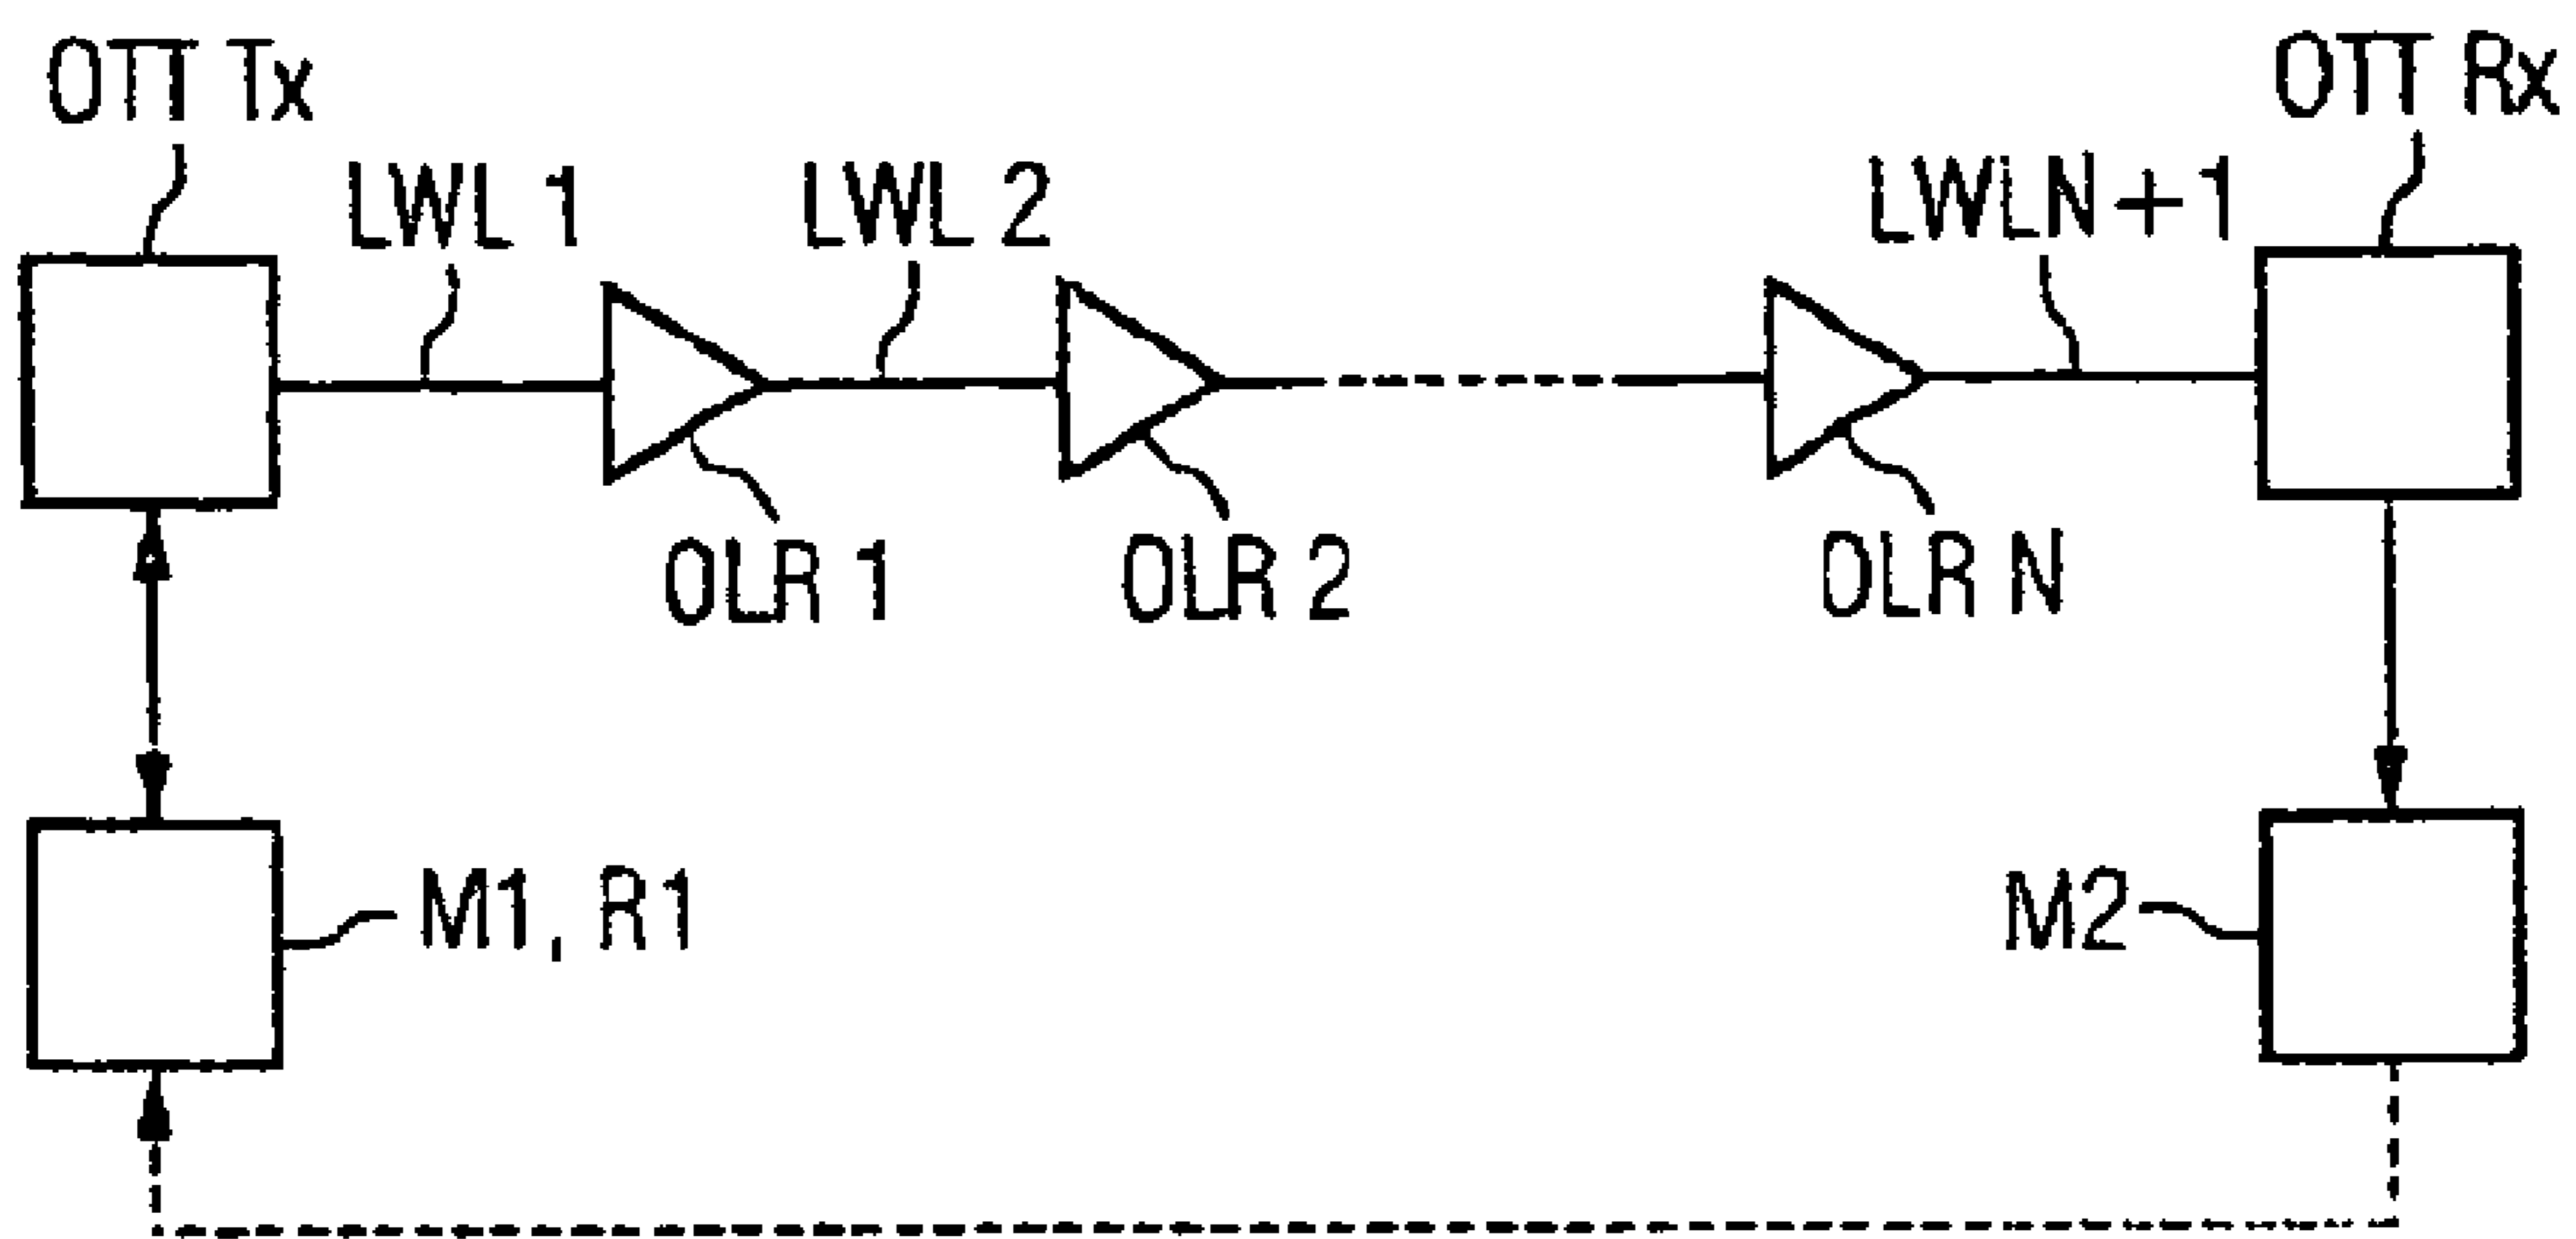 OTT Tx
OTT Rx
LWL 1
LWL 2
LWLN+1
OLR 1
OLR 2
OLR N
M1, R1
M2